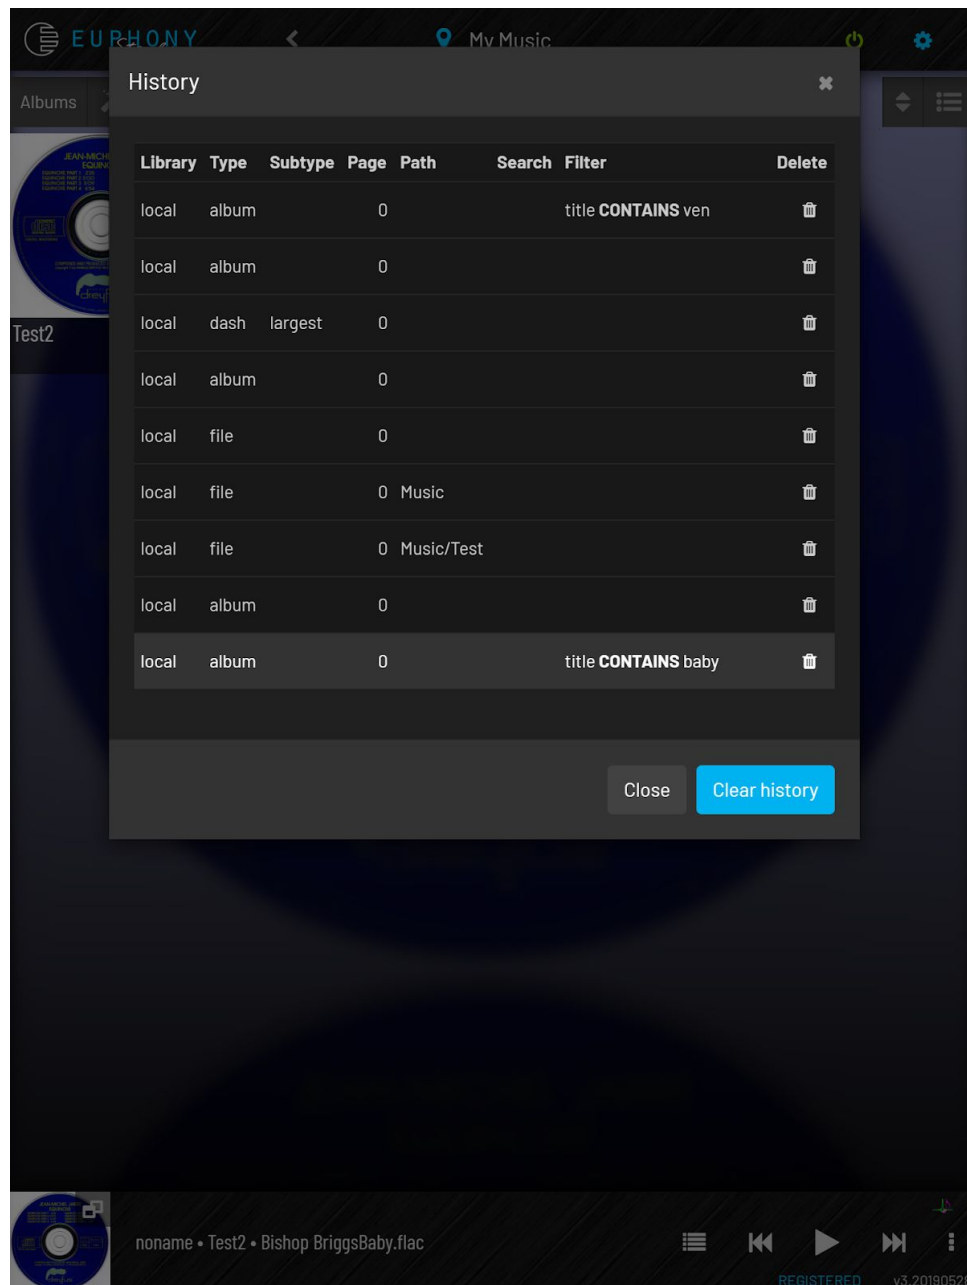 EUPHONY
My Music
History
Albums
Library Type Subtype Page Path Search Filter Delete
local album 0 title CONTAINS ven
local album 0
local dash largest 0
local album 0
local file 0
local file 0 Music
local file 0 Music/Test
local album 0
local album 0 title CONTAINS baby
Test2
Close Clear history
noname • Test2 • Bishop BriggsBaby.flac
REGISTERED v3.2019052